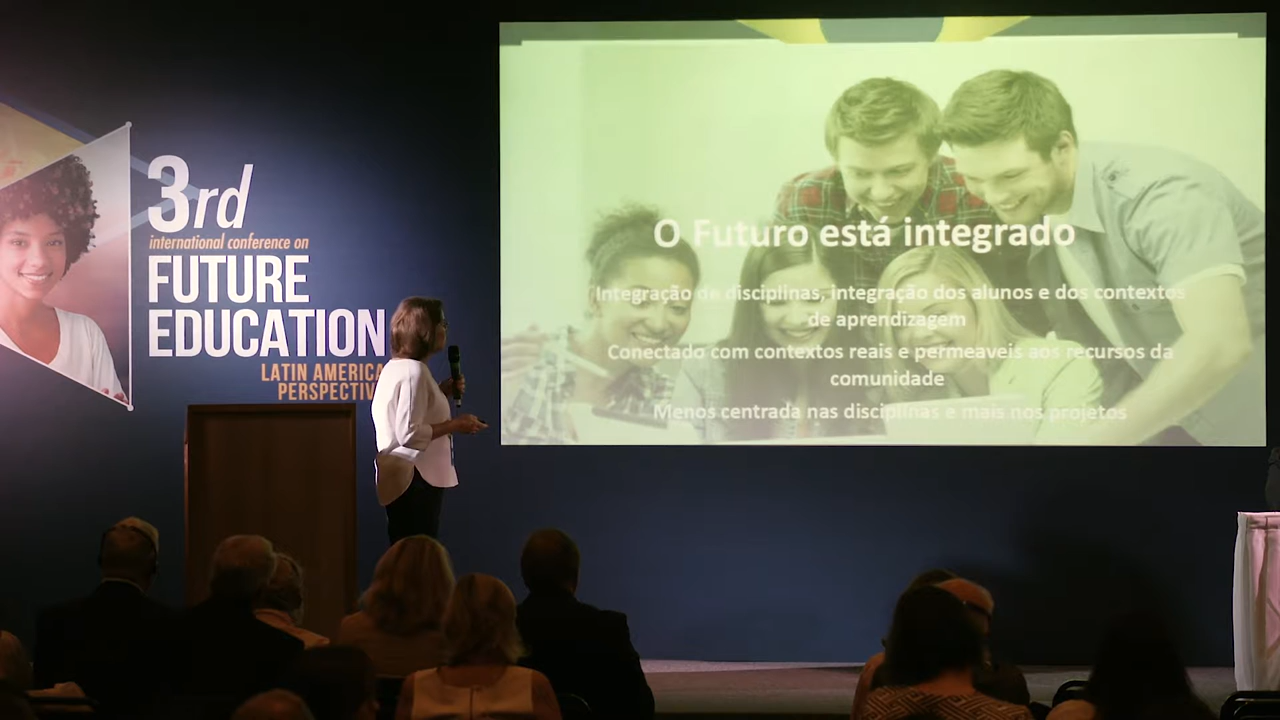 3rd
international conference on
FUTURE
EDUCATION
LATIN AMERICA
PERSPECTIV
O Futuro está integrado
Integração de disciplinas, integração dos alunos e dos contextos
de aprendizagem
Conectado com contextos reais e permeaveis aos recursos da
comunidade
Menos centrada nas disciplinas e mais nos projetos